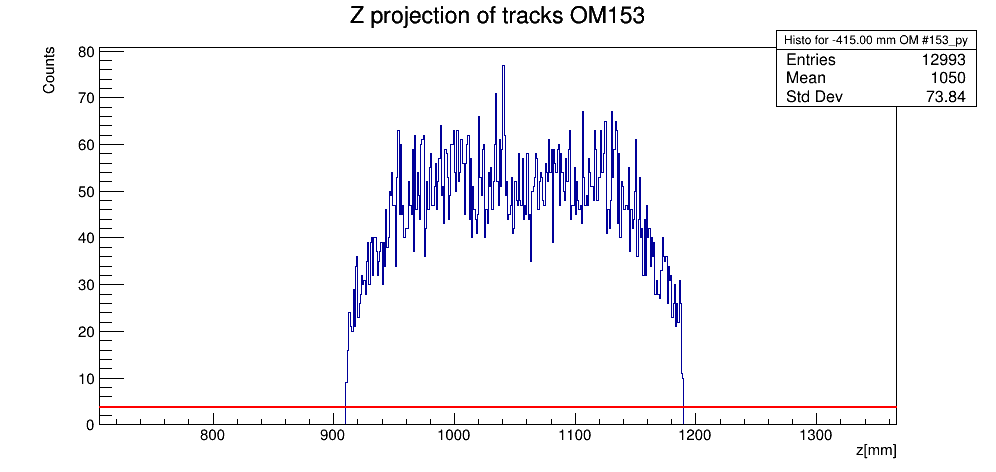 Z projection of tracks OM153
Histo for -415.00 mm OM #153_py
Entries 12993
Mean 1050
Std Dev 73.84
Counts
80
70
60
50
40
30
20
10
0
800 900 1000 1100 1200 1300
z[mm]